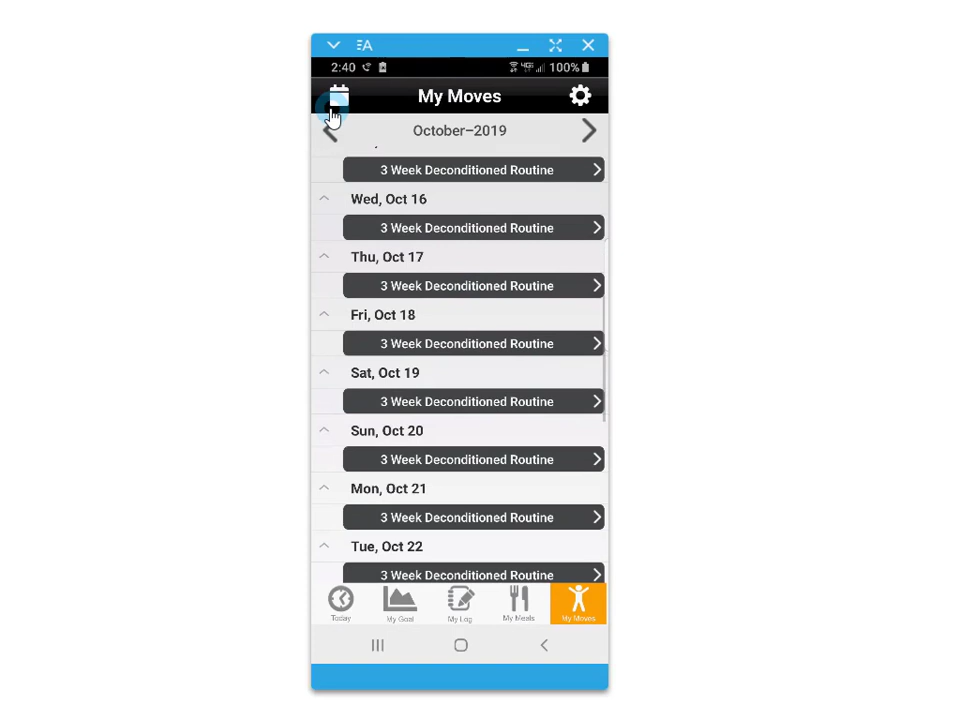 2:40 100%
My Moves
October–2019
3 Week Deconditioned Routine
Wed, Oct 16
3 Week Deconditioned Routine
Thu, Oct 17
3 Week Deconditioned Routine
Fri, Oct 18
3 Week Deconditioned Routine
Sat, Oct 19
3 Week Deconditioned Routine
Sun, Oct 20
3 Week Deconditioned Routine
Mon, Oct 21
3 Week Deconditioned Routine
Tue, Oct 22
3 Week Deconditioned Routine
Today My Goal My Log My Meals My Moves